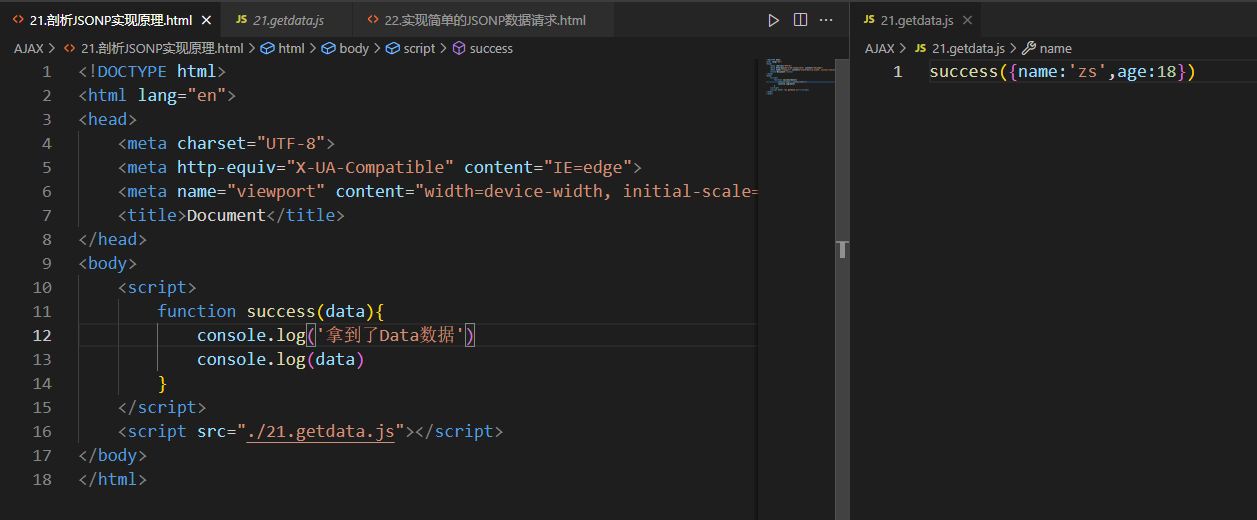 21.剖析JSONP实现原理.html
JS 21.getdata.js
22.实现简单的JSONP数据请求.html
AJAX > 21.剖析JSONP实现原理.html > html > body > script > success
1 <!DOCTYPE html>
2 <html lang="en">
3 <head>
4 <meta charset="UTF-8">
5 <meta http-equiv="X-UA-Compatible" content="IE=edge">
6 <meta name="viewport" content="width=device-width, initial-scale=
7 <title>Document</title>
8 </head>
9 <body>
10 <script>
11 function success(data){
12 console.log('拿到了Data数据')
13 console.log(data)
14 }
15 </script>
16 <script src="./21.getdata.js"></script>
17 </body>
18 </html>
JS 21.getdata.js
AJAX > JS 21.getdata.js > name
1 success({name:'zs',age:18})